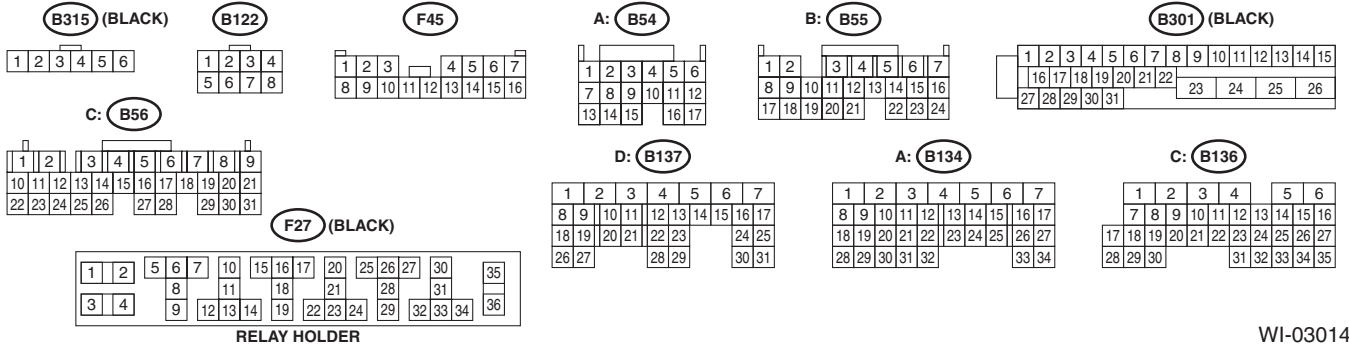 B315 (BLACK)
1 2 3 4 5 6
B122
1 2 3 4
5 6 7 8
F45
1 2 3 4 5 6 7
8 9 10 11 12 13 14 15 16
A: B54
1 2 3 4 5 6
7 8 9 10 11 12
13 14 15 16 17
B: B55
1 2 3 4 5 6 7
8 9 10 11 12 13 14 15 16
17 18 19 20 21 22 23 24
B301 (BLACK)
1 2 3 4 5 6 7 8 9 10 11 12 13 14 15
16 17 18 19 20 21 22 23 24 25 26
27 28 29 30 31
C: B56
1 2 3 4 5 6 7 8 9
10 11 12 13 14 15 16 17 18 19 20 21
22 23 24 25 26 27 28 29 30 31
D: B137
1 2 3 4 5 6 7
8 9 10 11 12 13 14 15 16 17
18 19 20 21 22 23 24 25
26 27 28 29 30 31
A: B134
1 2 3 4 5 6 7
8 9 10 11 12 13 14 15 16 17
18 19 20 21 22 23 24 25 26 27
28 29 30 31 32 33 34
C: B136
1 2 3 4 5 6
7 8 9 10 11 12 13 14 15 16
17 18 19 20 21 22 23 24 25 26 27
28 29 30 31 32 33 34 35
F27 (BLACK)
1 2 5 6 7 10 15 16 17 20 25 26 27 30 35
8 11 18 21 28 31
3 4 9 12 13 14 19 22 23 24 29 32 33 34 36
RELAY HOLDER
WI-03014